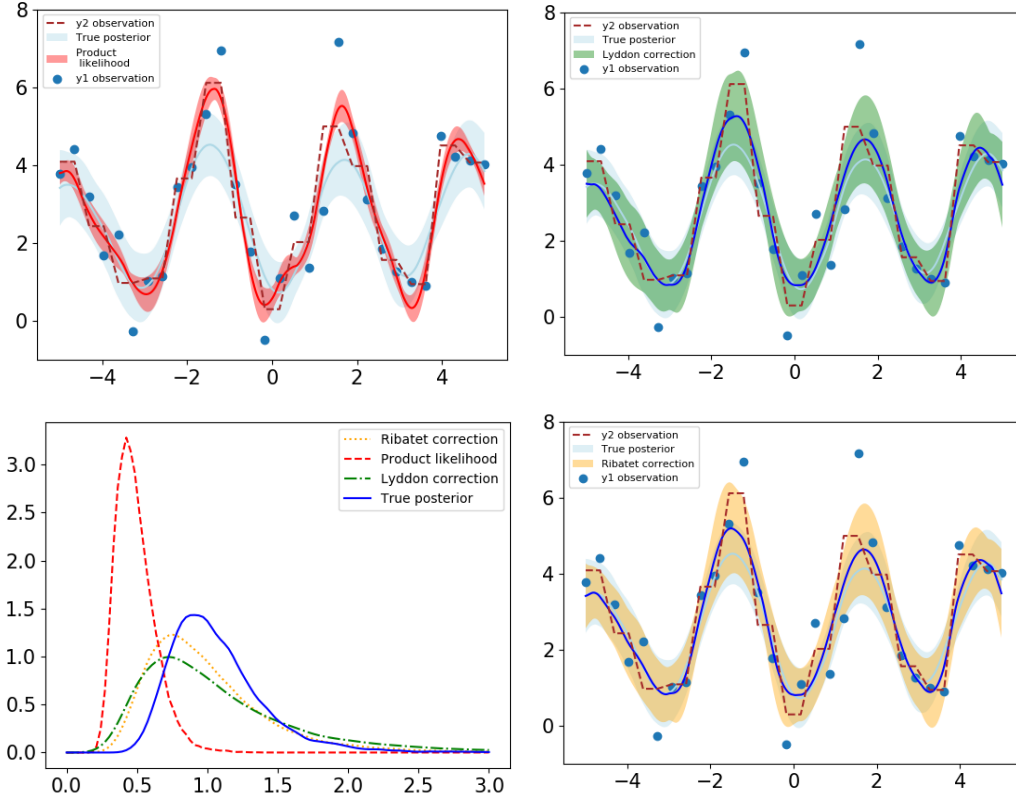 8
6
4
2
0
−4
−2
0
2
4
y2 observation
True posterior
Product
likelihood
y1 observation
8
6
4
2
0
−4
−2
0
2
4
y2 observation
True posterior
Lyddon correction
y1 observation
3.0
2.5
2.0
1.5
1.0
0.5
0.0
0.0
0.5
1.0
1.5
2.0
2.5
3.0
Ribatet correction
Product likelihood
Lyddon correction
True posterior
8
6
4
2
0
−4
−2
0
2
4
y2 observation
True posterior
Ribatet correction
y1 observation